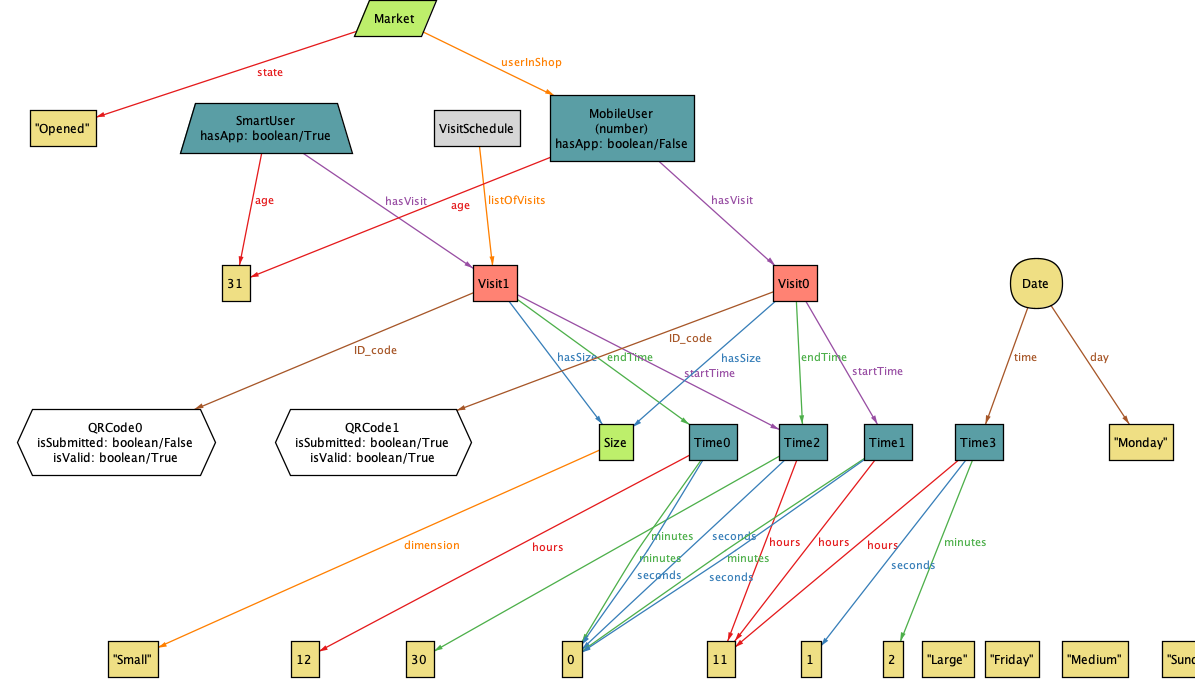 Market
state
userInShop
"Opened"
SmartUser
hasApp: boolean/True
VisitSchedule
MobileUser
(number)
hasApp: boolean/False
age
hasVisit
age
listOfVisits
hasVisit
31
Visit1
Visit0
Date
ID_code
hasSize
endTime
startTime
ID_code
hasSize
endTime
startTime
time
day
QRCode0
isSubmitted: boolean/False
isValid: boolean/True
QRCode1
isSubmitted: boolean/True
isValid: boolean/True
Size
Time0
Time2
Time1
Time3
"Monday"
dimension
hours
minutes
minutes
seconds
seconds
minutes
seconds
hours
hours
hours
seconds
minutes
"Small"
12
30
0
11
1
2
"Large"
"Friday"
"Medium"
"Sun